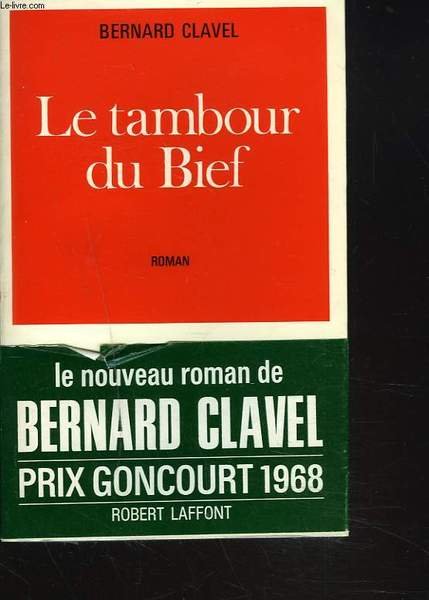 Le-livre.com
BERNARD CLAVEL
Le tambour
du Bief
ROMAN
le nouveau roman de
BERNARD CLAVEL
PRIX GONCOURT 1968
ROBERT LAFFONT